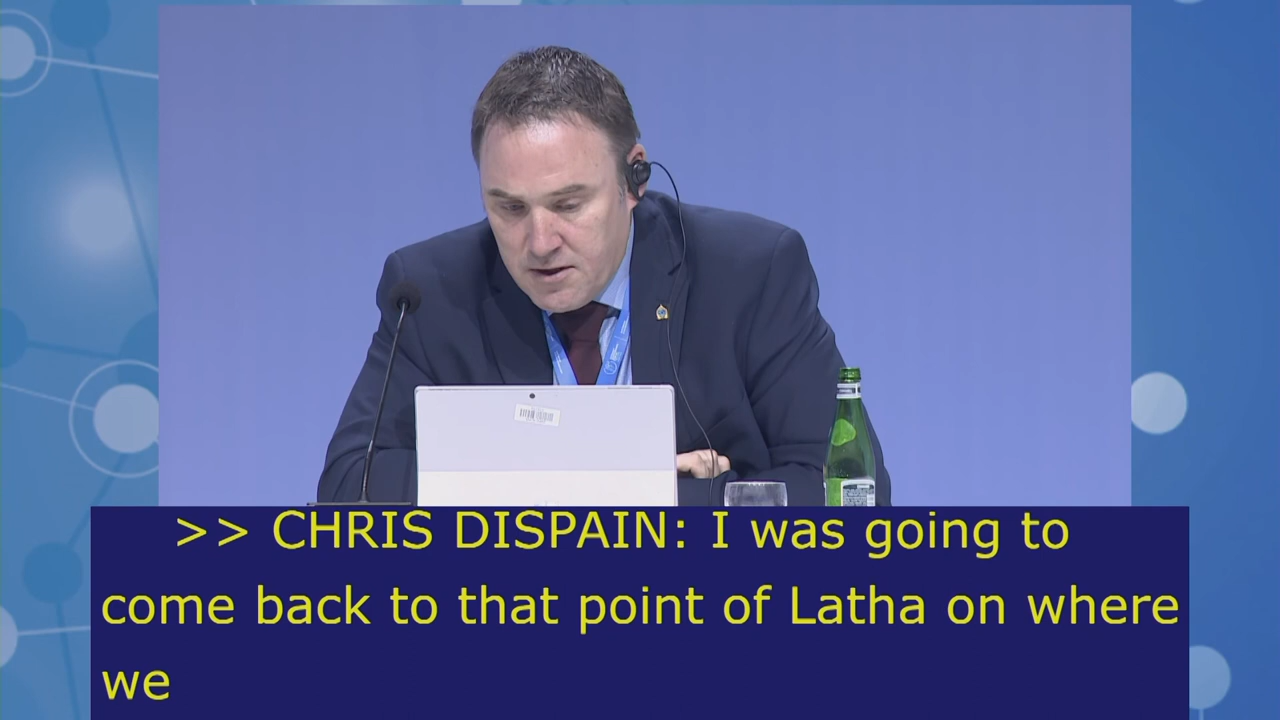 >> CHRIS DISPAIN: I was going to
come back to that point of Latha on where
we